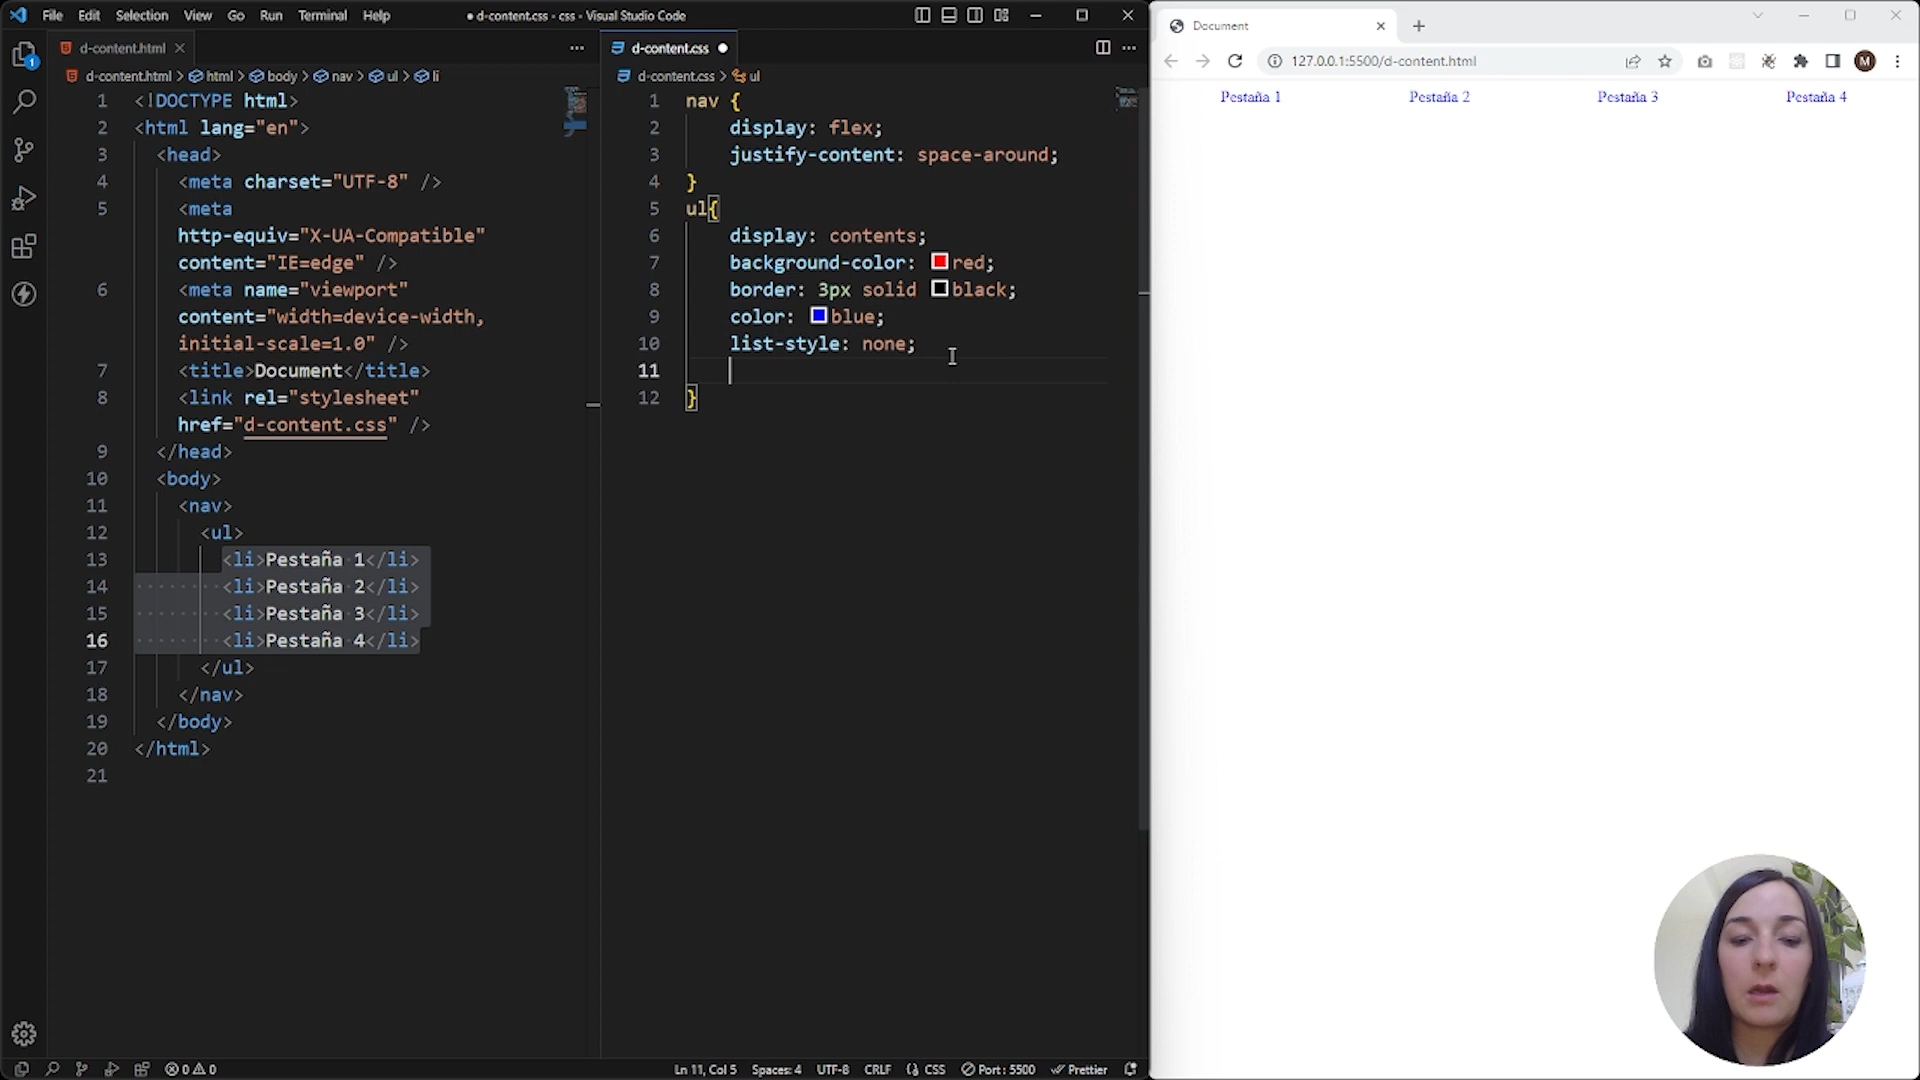 File Edit Selection View Go Run Terminal Help
● d-content.css - css - Visual Studio Code
d-content.html
d-content.html > html > body > nav > ul > li
1 <!DOCTYPE html>
2 <html lang="en">
3 <head>
4 <meta charset="UTF-8" />
5 <meta
http-equiv="X-UA-Compatible"
content="IE=edge" />
6 <meta name="viewport"
content="width=device-width,
initial-scale=1.0" />
7 <title>Document</title>
8 <link rel="stylesheet"
href="d-content.css" />
9 </head>
10 <body>
11 <nav>
12 <ul>
13 <li>Pestaña 1</li>
14 <li>Pestaña 2</li>
15 <li>Pestaña 3</li>
16 <li>Pestaña 4</li>
17 </ul>
18 </nav>
19 </body>
20 </html>
21
d-content.css ●
d-content.css > ul
1 nav {
2 display: flex;
3 justify-content: space-around;
4 }
5 ul{
6 display: contents;
7 background-color: red;
8 border: 3px solid black;
9 color: blue;
10 list-style: none;
11
12 }
1
0 0
Ln 11, Col 5 Spaces: 4 UTF-8 CRLF {} CSS Port : 5500 Prettier
Document
127.0.0.1:5500/d-content.html
M
Pestaña 1 Pestaña 2 Pestaña 3 Pestaña 4